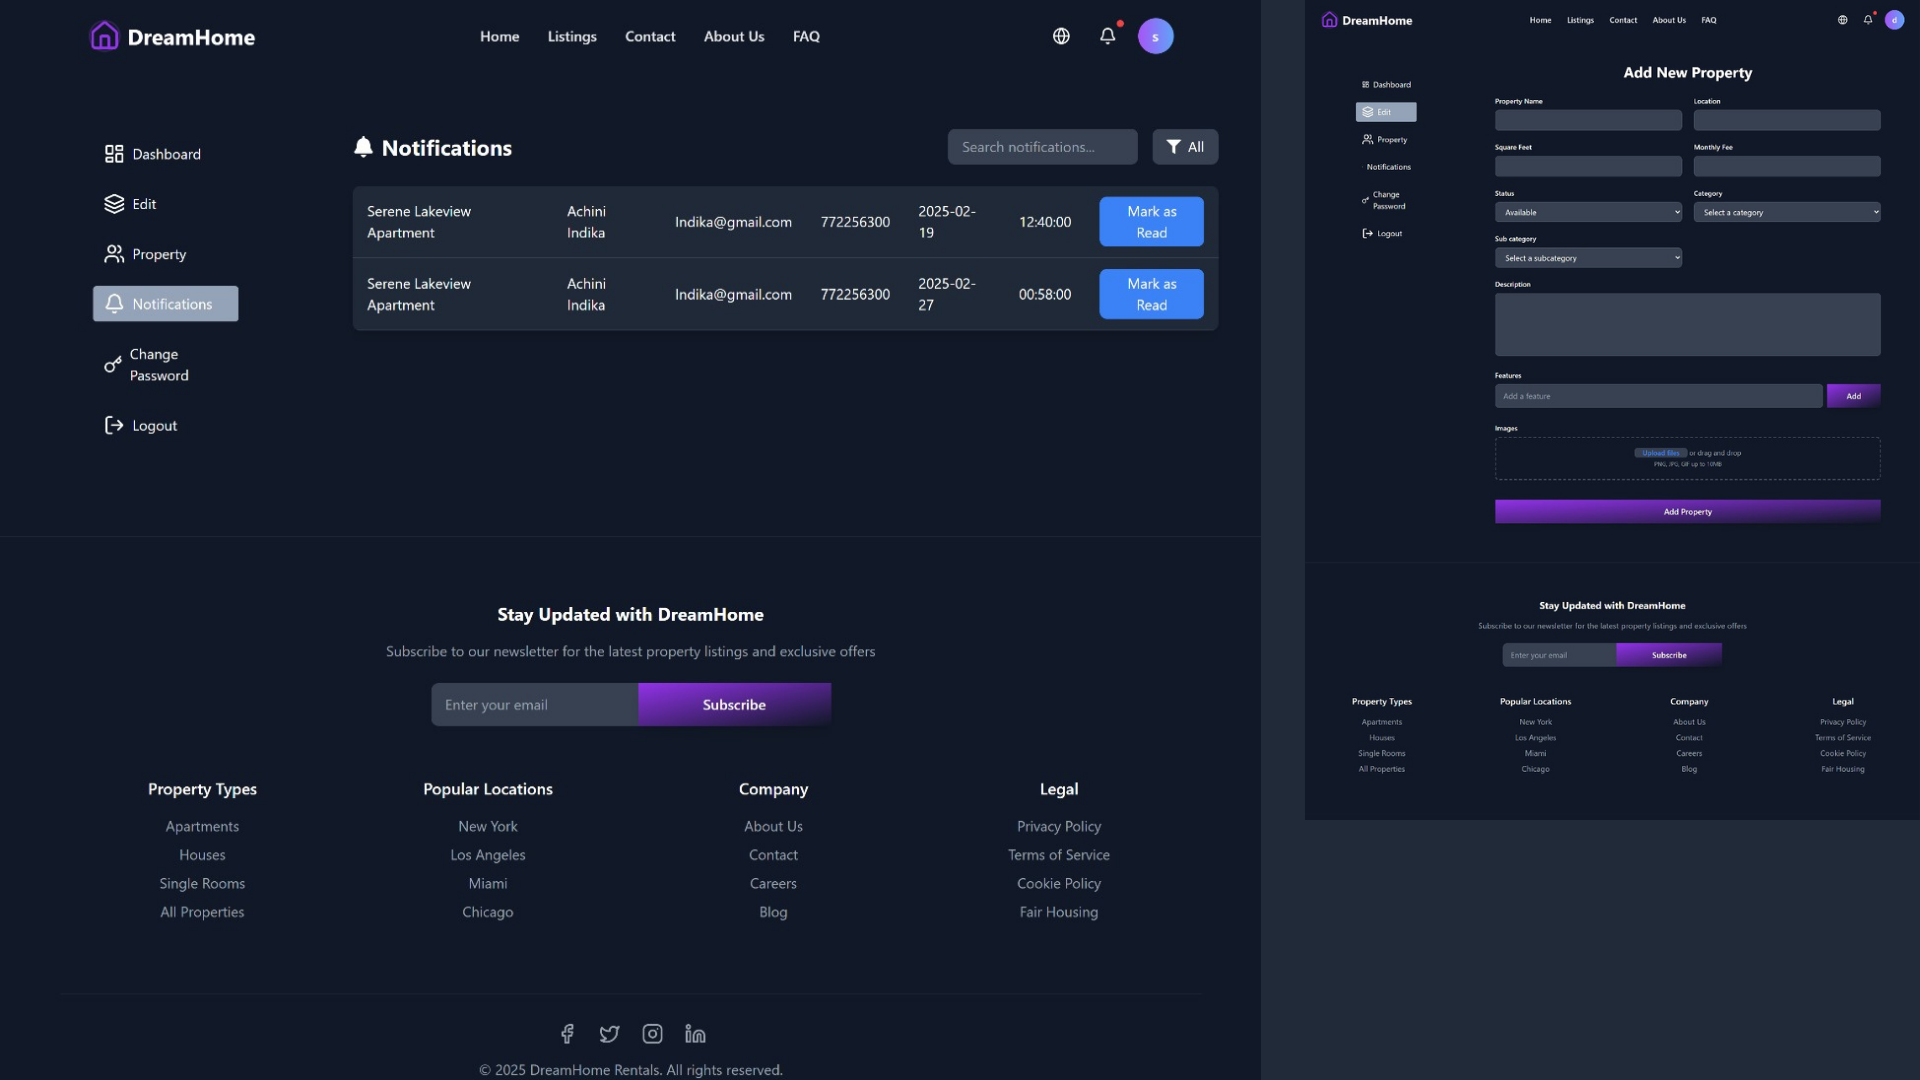 DreamHome
Home Listings Contact About Us FAQ
s
Dashboard
Edit
Property
Notifications
Change
Password
Logout
Notifications
Search notifications...
All
Serene Lakeview
Apartment
Achini
Indika
Indika@gmail.com
772256300
2025-02-
19
12:40:00
Mark as
Read
Serene Lakeview
Apartment
Achini
Indika
Indika@gmail.com
772256300
2025-02-
27
00:58:00
Mark as
Read
Stay Updated with DreamHome
Subscribe to our newsletter for the latest property listings and exclusive offers
Enter your email
Subscribe
Property Types
Apartments
Houses
Single Rooms
All Properties
Popular Locations
New York
Los Angeles
Miami
Chicago
Company
About Us
Contact
Careers
Blog
Legal
Privacy Policy
Terms of Service
Cookie Policy
Fair Housing
© 2025 DreamHome Rentals. All rights reserved.
DreamHome
Home Listings Contact About Us FAQ
d
Dashboard
Edit
Property
Notifications
Change
Password
Logout
Add New Property
Property Name
Location
Square Feet
Monthly Fee
Status
Available
Category
Select a category
Sub category
Select a subcategory
Description
Features
Add a feature
Add
Images
Upload files or drag and drop
PNG, JPG, GIF up to 10MB
Add Property
Stay Updated with DreamHome
Subscribe to our newsletter for the latest property listings and exclusive offers
Enter your email
Subscribe
Property Types
Apartments
Houses
Single Rooms
All Properties
Popular Locations
New York
Los Angeles
Miami
Chicago
Company
About Us
Contact
Careers
Blog
Legal
Privacy Policy
Terms of Service
Cookie Policy
Fair Housing